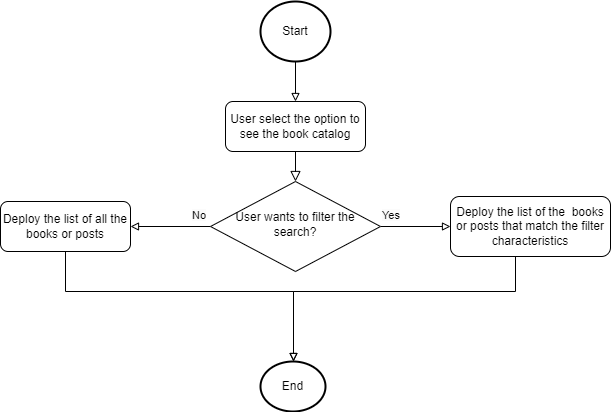 Start
User select the option to
see the book catalog
User wants to filter the
search?
No
Yes
Deploy the list of all the
books or posts
Deploy the list of the books
or posts that match the filter
characteristics
End